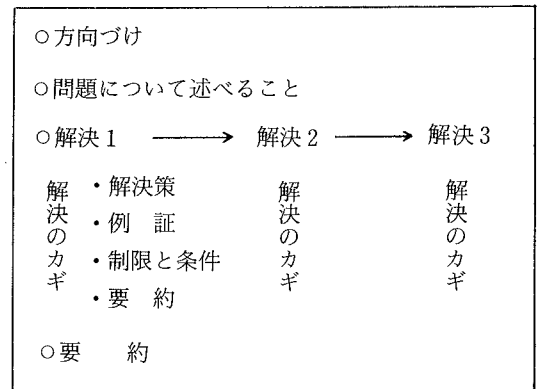 ○方向づけ
○問題について述べること
○解決1 ⟶ 解決2 ⟶ 解決3
解決のカギ
・解決策
・例 証
・制限と条件
・要 約
解決のカギ
解決のカギ
○要 約